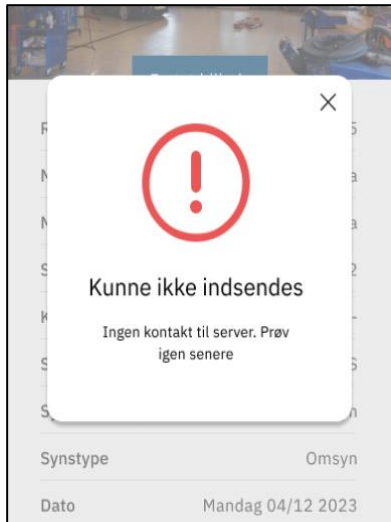 Kunne ikke indsendes
Ingen kontakt til server. Prøv
igen senere
Synstype Omsyn
Dato Mandag 04/12 2023